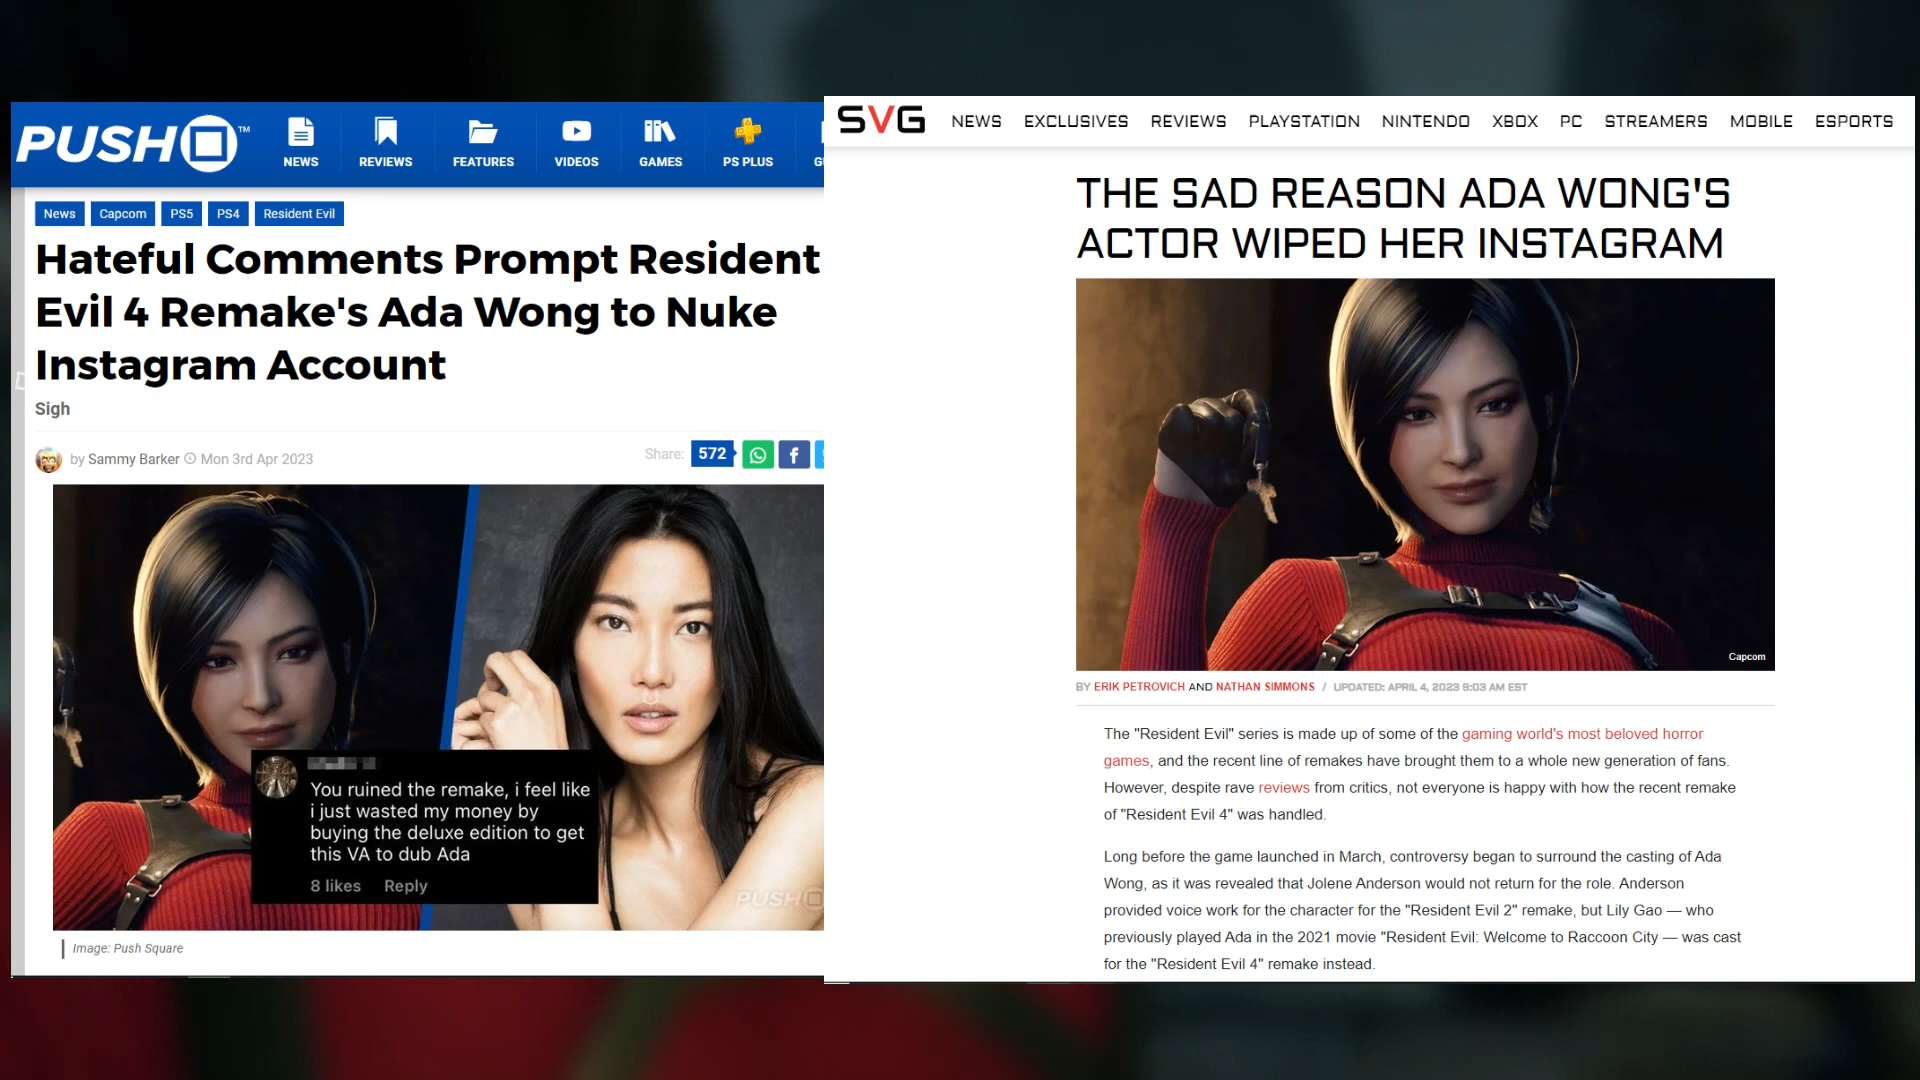 PUSH ™
NEWS
REVIEWS
FEATURES
VIDEOS
GAMES
PS PLUS
News
Capcom
PS5
PS4
Resident Evil
Hateful Comments Prompt Resident
Evil 4 Remake's Ada Wong to Nuke
Instagram Account
Sigh
by Sammy Barker Mon 3rd Apr 2023
Share: 572
You ruined the remake, i feel like
i just wasted my money by
buying the deluxe edition to get
this VA to dub Ada
8 likes Reply
PUSH
Image: Push Square
SVG
NEWS
EXCLUSIVES
REVIEWS
PLAYSTATION
NINTENDO
XBOX
PC
STREAMERS
MOBILE
ESPORTS
THE SAD REASON ADA WONG'S
ACTOR WIPED HER INSTAGRAM
Capcom
BY ERIK PETROVICH AND NATHAN SIMMONS / UPDATED: APRIL 4, 2023 9:03 AM EST
The "Resident Evil" series is made up of some of the gaming world's most beloved horror
games, and the recent line of remakes have brought them to a whole new generation of fans.
However, despite rave reviews from critics, not everyone is happy with how the recent remake
of "Resident Evil 4" was handled.
Long before the game launched in March, controversy began to surround the casting of Ada
Wong, as it was revealed that Jolene Anderson would not return for the role. Anderson
provided voice work for the character for the "Resident Evil 2" remake, but Lily Gao — who
previously played Ada in the 2021 movie "Resident Evil: Welcome to Raccoon City — was cast
for the "Resident Evil 4" remake instead.